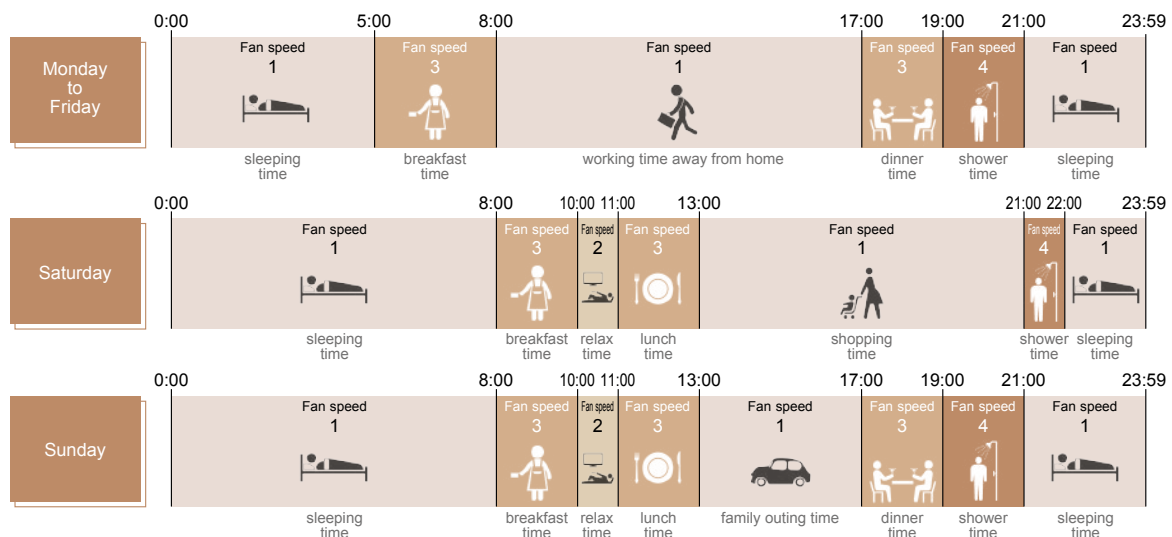 0:00 5:00 8:00 17:00 19:00 21:00 23:59
Monday
to
Friday
Fan speed Fan speed Fan speed Fan speed Fan speed Fan speed
1 3 1 3 4 1
sleeping breakfast working time away from home dinner shower sleeping
time time time time time
0:00 8:00 10:00 11:00 13:00 21:00 22:00 23:59
Saturday
Fan speed Fan speed Fan speed Fan speed Fan speed Fan speed Fan speed
1 3 2 3 1 4 1
sleeping breakfast relax lunch shopping shower sleeping
time time time time time time time
0:00 8:00 10:00 11:00 13:00 17:00 19:00 21:00 23:59
Sunday
Fan speed Fan speed Fan speed Fan speed Fan speed Fan speed Fan speed Fan speed
1 3 2 3 1 3 4 1
sleeping breakfast relax lunch family outing time dinner shower sleeping
time time time time time time time